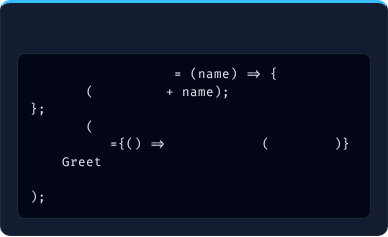 = (name) => {
( + name);
};
(
={() => ( )}
Greet
);